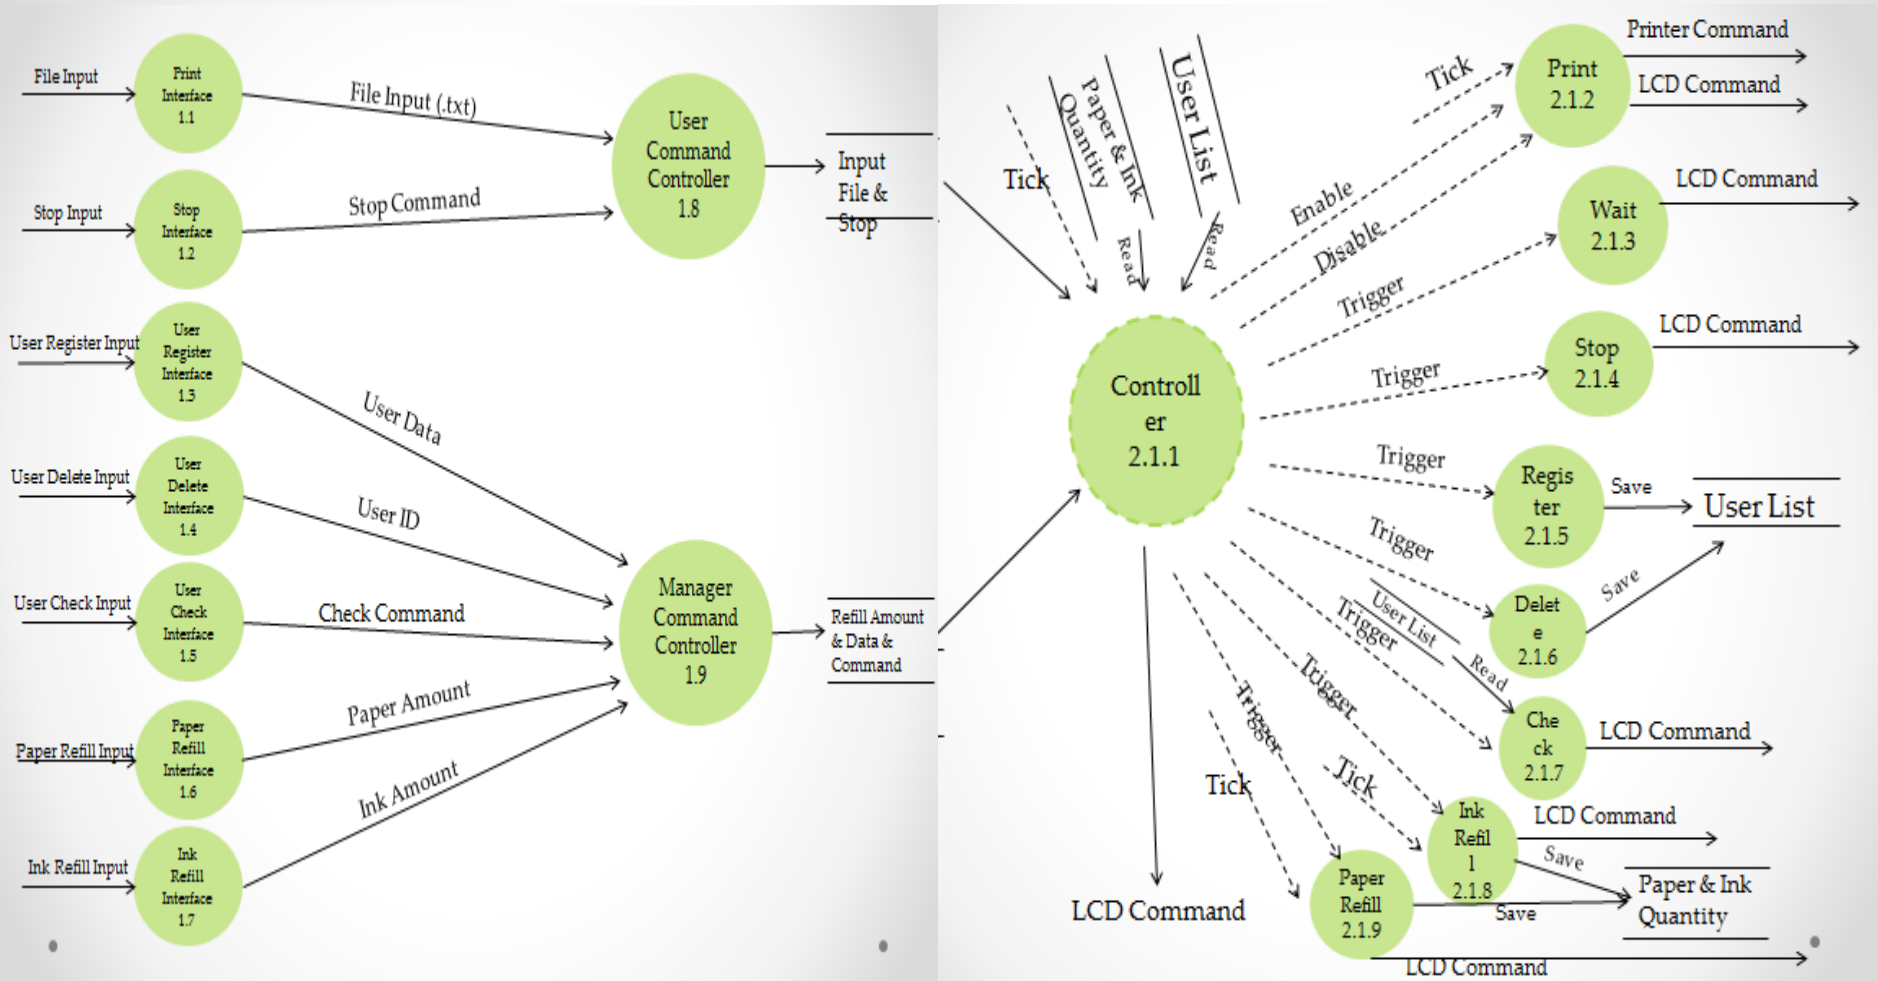 File Input
Print
Interface
1.1
File Input (.txt)
User
Command
Controller
1.8
Input
File &
Stop
Stop Input
Stop
Interface
1.2
Stop Command
User Register Input
User
Register
Interface
1.3
User Data
User Delete Input
User
Delete
Interface
1.4
User ID
User Check Input
User
Check
Interface
1.5
Check Command
Manager
Command
Controller
1.9
Refill Amount
& Data &
Command
Paper Refill Input
Paper
Refill
Interface
1.6
Paper Amount
Ink Refill Input
Ink
Refill
Interface
1.7
Ink Amount
Tick
Paper & Ink
Quantity
Read
User List
Read
Controll
er
2.1.1
LCD Command
Tick
Enable
Disable
Print
2.1.2
Printer Command
LCD Command
Trigger
Wait
2.1.3
LCD Command
Trigger
Stop
2.1.4
LCD Command
Trigger
Regis
ter
2.1.5
Save
User List
Trigger
Delet
e
2.1.6
Save
User List
Trigger
Read
Che
ck
2.1.7
LCD Command
Trigger
Tick
Ink
Refil
l
2.1.8
LCD Command
Save
Trigger
Tick
Paper
Refill
2.1.9
Save
Paper & Ink
Quantity
LCD Command